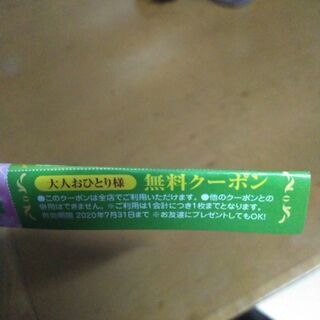 大人おひとり様 無料クーポン
●このクーポンは全店でご利用いただけます。●他のクーポンとの
併用はできません。※ご利用は1会計につき1枚までとなります。
有効期限 2020年7月31日まで ※お友達にプレゼントしてもOK!